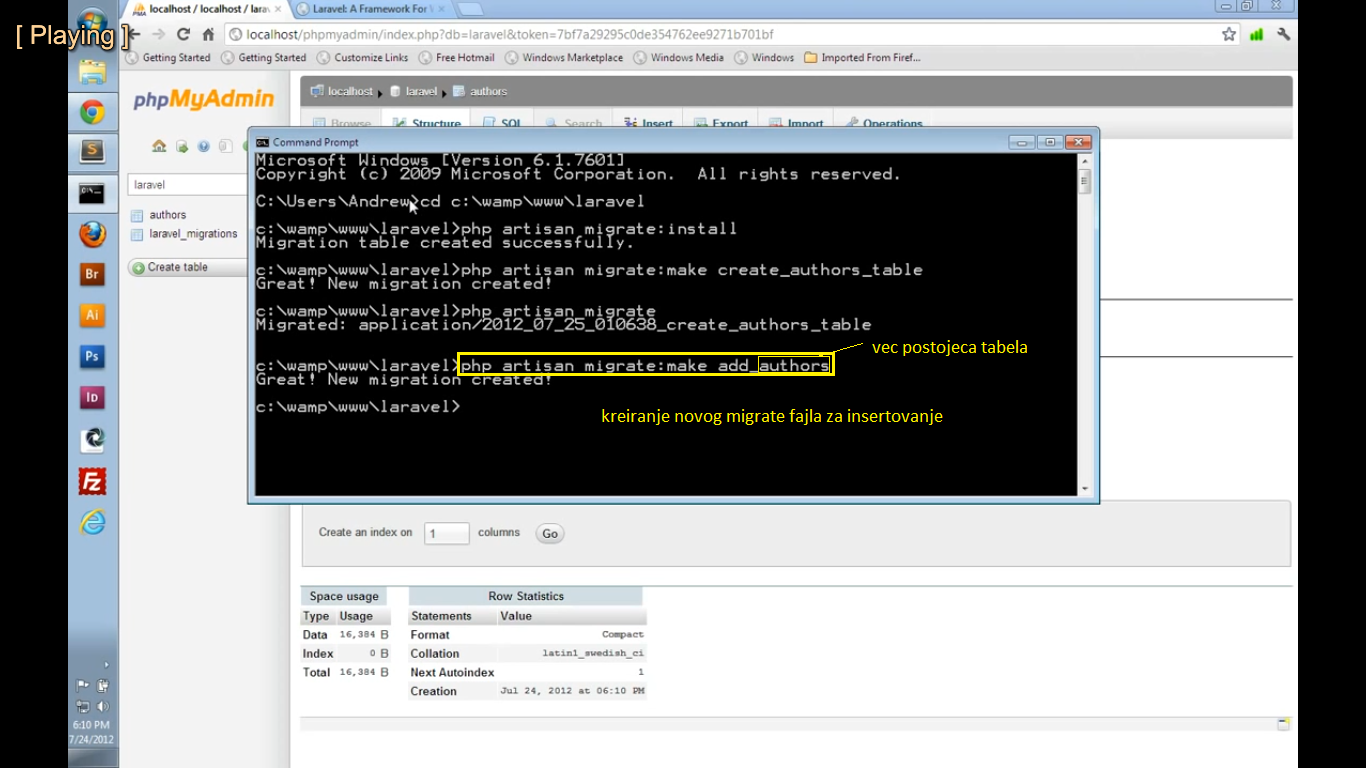 localhost / localhost / larav
Laravel: A Framework For
[ Playing ]
localhost/phpmyadmin/index.php?db=laravel&token=7bf7a29295c0de354762ee9271b701bf
Getting Started Getting Started Customize Links Free Hotmail Windows Marketplace Windows Media Windows Imported From Firef...
phpMyAdmin
localhost laravel authors
Browse Structure SQL Search Insert Export Import Operations
laravel
authors
laravel_migrations
Create table
Command Prompt
Microsoft Windows [Version 6.1.7601]
Copyright (c) 2009 Microsoft Corporation. All rights reserved.
C:\Users\Andrew>cd c:\wamp\www\laravel
c:\wamp\www\laravel>php artisan migrate:install
Migration table created successfully.
c:\wamp\www\laravel>php artisan migrate:make create_authors_table
Great! New migration created!
c:\wamp\www\laravel>php artisan migrate
Migrated: application/2012_07_25_010638_create_authors_table
vec postojeca tabela
c:\wamp\www\laravel>php artisan migrate:make add_authors
Great! New migration created!
c:\wamp\www\laravel>
kreiranje novog migrate fajla za insertovanje
Create an index on 1 columns Go
Space usage
Type Usage
Data 16,384 B
Index 0 B
Total 16,384 B
Row Statistics
Statements Value
Format Compact
Collation latin1_swedish_ci
Next Autoindex 1
Creation Jul 24, 2012 at 06:10 PM
Br
Ai
Ps
Id
Fz
6:10 PM
7/24/2012